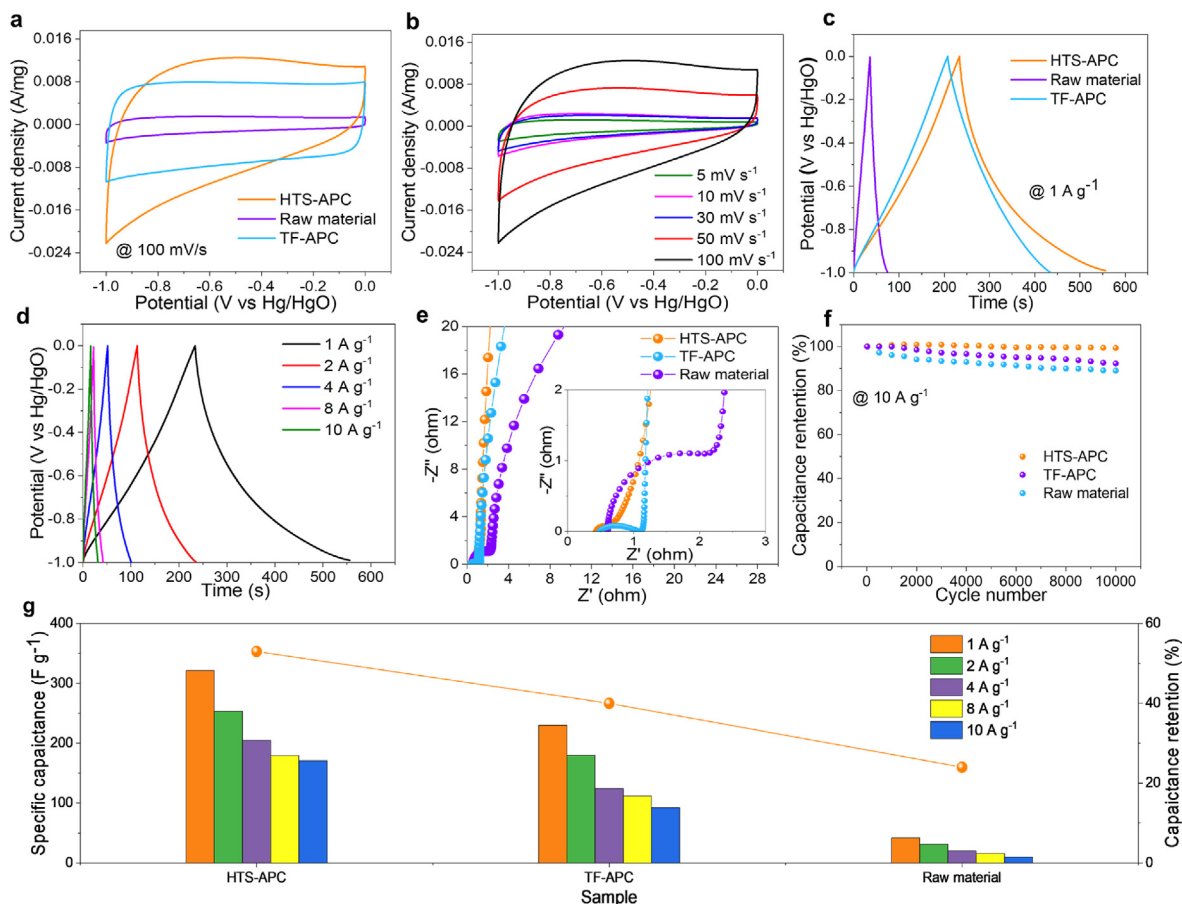 a
0.016
0.008
0.000
-0.008
-0.016
-0.024
Current density (A/mg)
HTS-APC
Raw material
TF-APC
@ 100 mV/s
-1.0 -0.8 -0.6 -0.4 -0.2 0.0
Potential (V vs Hg/HgO)
b
0.016
0.008
0.000
-0.008
-0.016
-0.024
Current density (A/mg)
5 mV s-1
10 mV s-1
30 mV s-1
50 mV s-1
100 mV s-1
-1.0 -0.8 -0.6 -0.4 -0.2 0.0
Potential (V vs Hg/HgO)
c
0.0
-0.2
-0.4
-0.6
-0.8
-1.0
Potential (V vs Hg/HgO)
HTS-APC
Raw material
TF-APC
@ 1 A g-1
0 100 200 300 400 500 600
Time (s)
d
0.0
-0.2
-0.4
-0.6
-0.8
-1.0
Potential (V vs Hg/HgO)
1 A g-1
2 A g-1
4 A g-1
8 A g-1
10 A g-1
0 100 200 300 400 500 600
Time (s)
e
20
16
12
8
4
0
-Z'' (ohm)
HTS-APC
TF-APC
Raw material
2
1
0
-Z'' (ohm)
0 1 2 3
Z' (ohm)
0 4 8 12 16 20 24 28
Z' (ohm)
f
100
80
60
40
20
0
Capacitance rentention (%)
@ 10 A g-1
HTS-APC
TF-APC
Raw material
0 2000 4000 6000 8000 10000
Cycle number
g
400
300
200
100
0
Specific capaictance (F g-1)
1 A g-1
2 A g-1
4 A g-1
8 A g-1
10 A g-1
60
40
20
0
Capaictance retention (%)
HTS-APC TF-APC Raw material
Sample